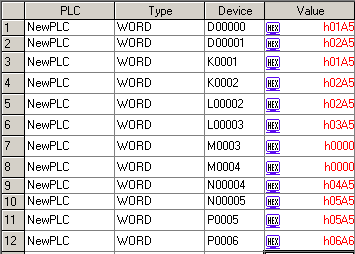 PLC Type Device Value
1 NewPLC WORD D00000 HEX h01A5
2 NewPLC WORD D00001 HEX h02A5
3 NewPLC WORD K0001 HEX h01A5
4 NewPLC WORD K0002 HEX h02A5
5 NewPLC WORD L00002 HEX h02A5
6 NewPLC WORD L00003 HEX h03A5
7 NewPLC WORD M0003 HEX h0000
8 NewPLC WORD M0004 HEX h0000
9 NewPLC WORD N00004 HEX h04A5
10 NewPLC WORD N00005 HEX h05A5
11 NewPLC WORD P0005 HEX h05A5
12 NewPLC WORD P0006 HEX h06A6